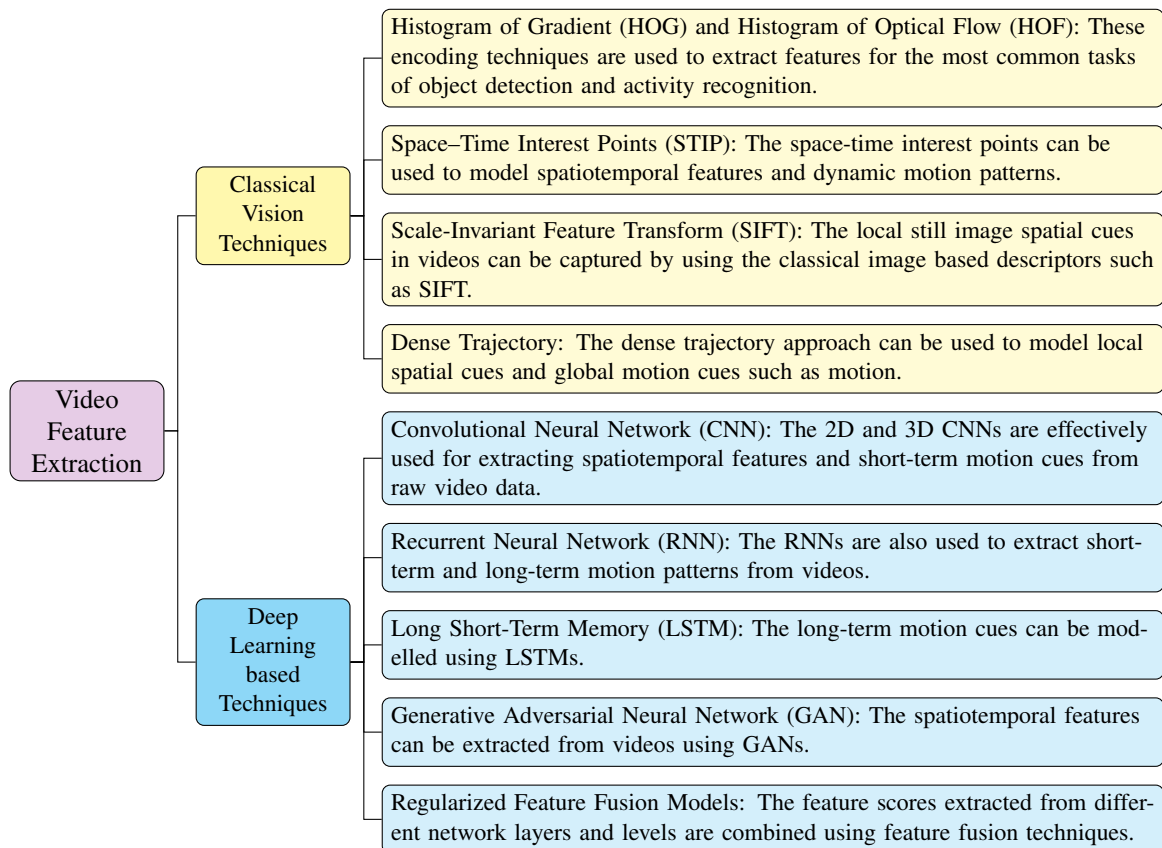 Video
Feature
Extraction
Classical
Vision
Techniques
Histogram of Gradient (HOG) and Histogram of Optical Flow (HOF): These
encoding techniques are used to extract features for the most common tasks
of object detection and activity recognition.
Space–Time Interest Points (STIP): The space-time interest points can be
used to model spatiotemporal features and dynamic motion patterns.
Scale-Invariant Feature Transform (SIFT): The local still image spatial cues
in videos can be captured by using the classical image based descriptors such
as SIFT.
Dense Trajectory: The dense trajectory approach can be used to model local
spatial cues and global motion cues such as motion.
Deep
Learning
based
Techniques
Convolutional Neural Network (CNN): The 2D and 3D CNNs are effectively
used for extracting spatiotemporal features and short-term motion cues from
raw video data.
Recurrent Neural Network (RNN): The RNNs are also used to extract short-
term and long-term motion patterns from videos.
Long Short-Term Memory (LSTM): The long-term motion cues can be mod-
elled using LSTMs.
Generative Adversarial Neural Network (GAN): The spatiotemporal features
can be extracted from videos using GANs.
Regularized Feature Fusion Models: The feature scores extracted from differ-
ent network layers and levels are combined using feature fusion techniques.